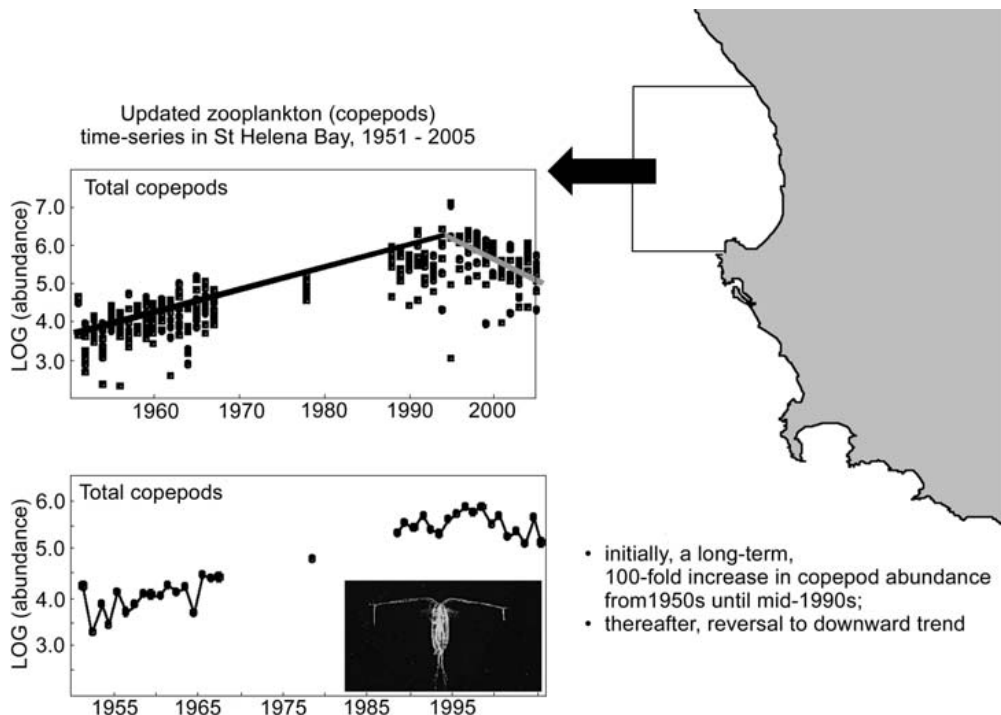 Updated zooplankton (copepods)
time-series in St Helena Bay, 1951 - 2005
Total copepods
LOG (abundance)
7.0
6.0
5.0
4.0
3.0
1960 1970 1980 1990 2000
Total copepods
LOG (abundance)
6.0
5.0
4.0
3.0
1955 1965 1975 1985 1995
• initially, a long-term,
100-fold increase in copepod abundance
from1950s until mid-1990s;
• thereafter, reversal to downward trend